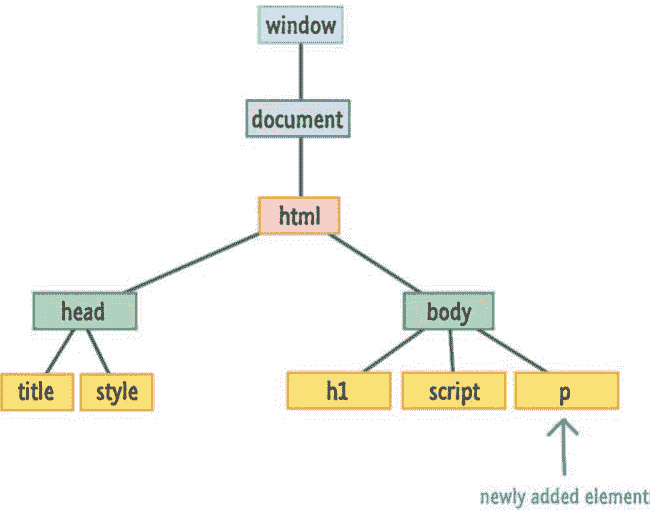 window
document
html
head
body
title
style
h1
script
p
newly added element